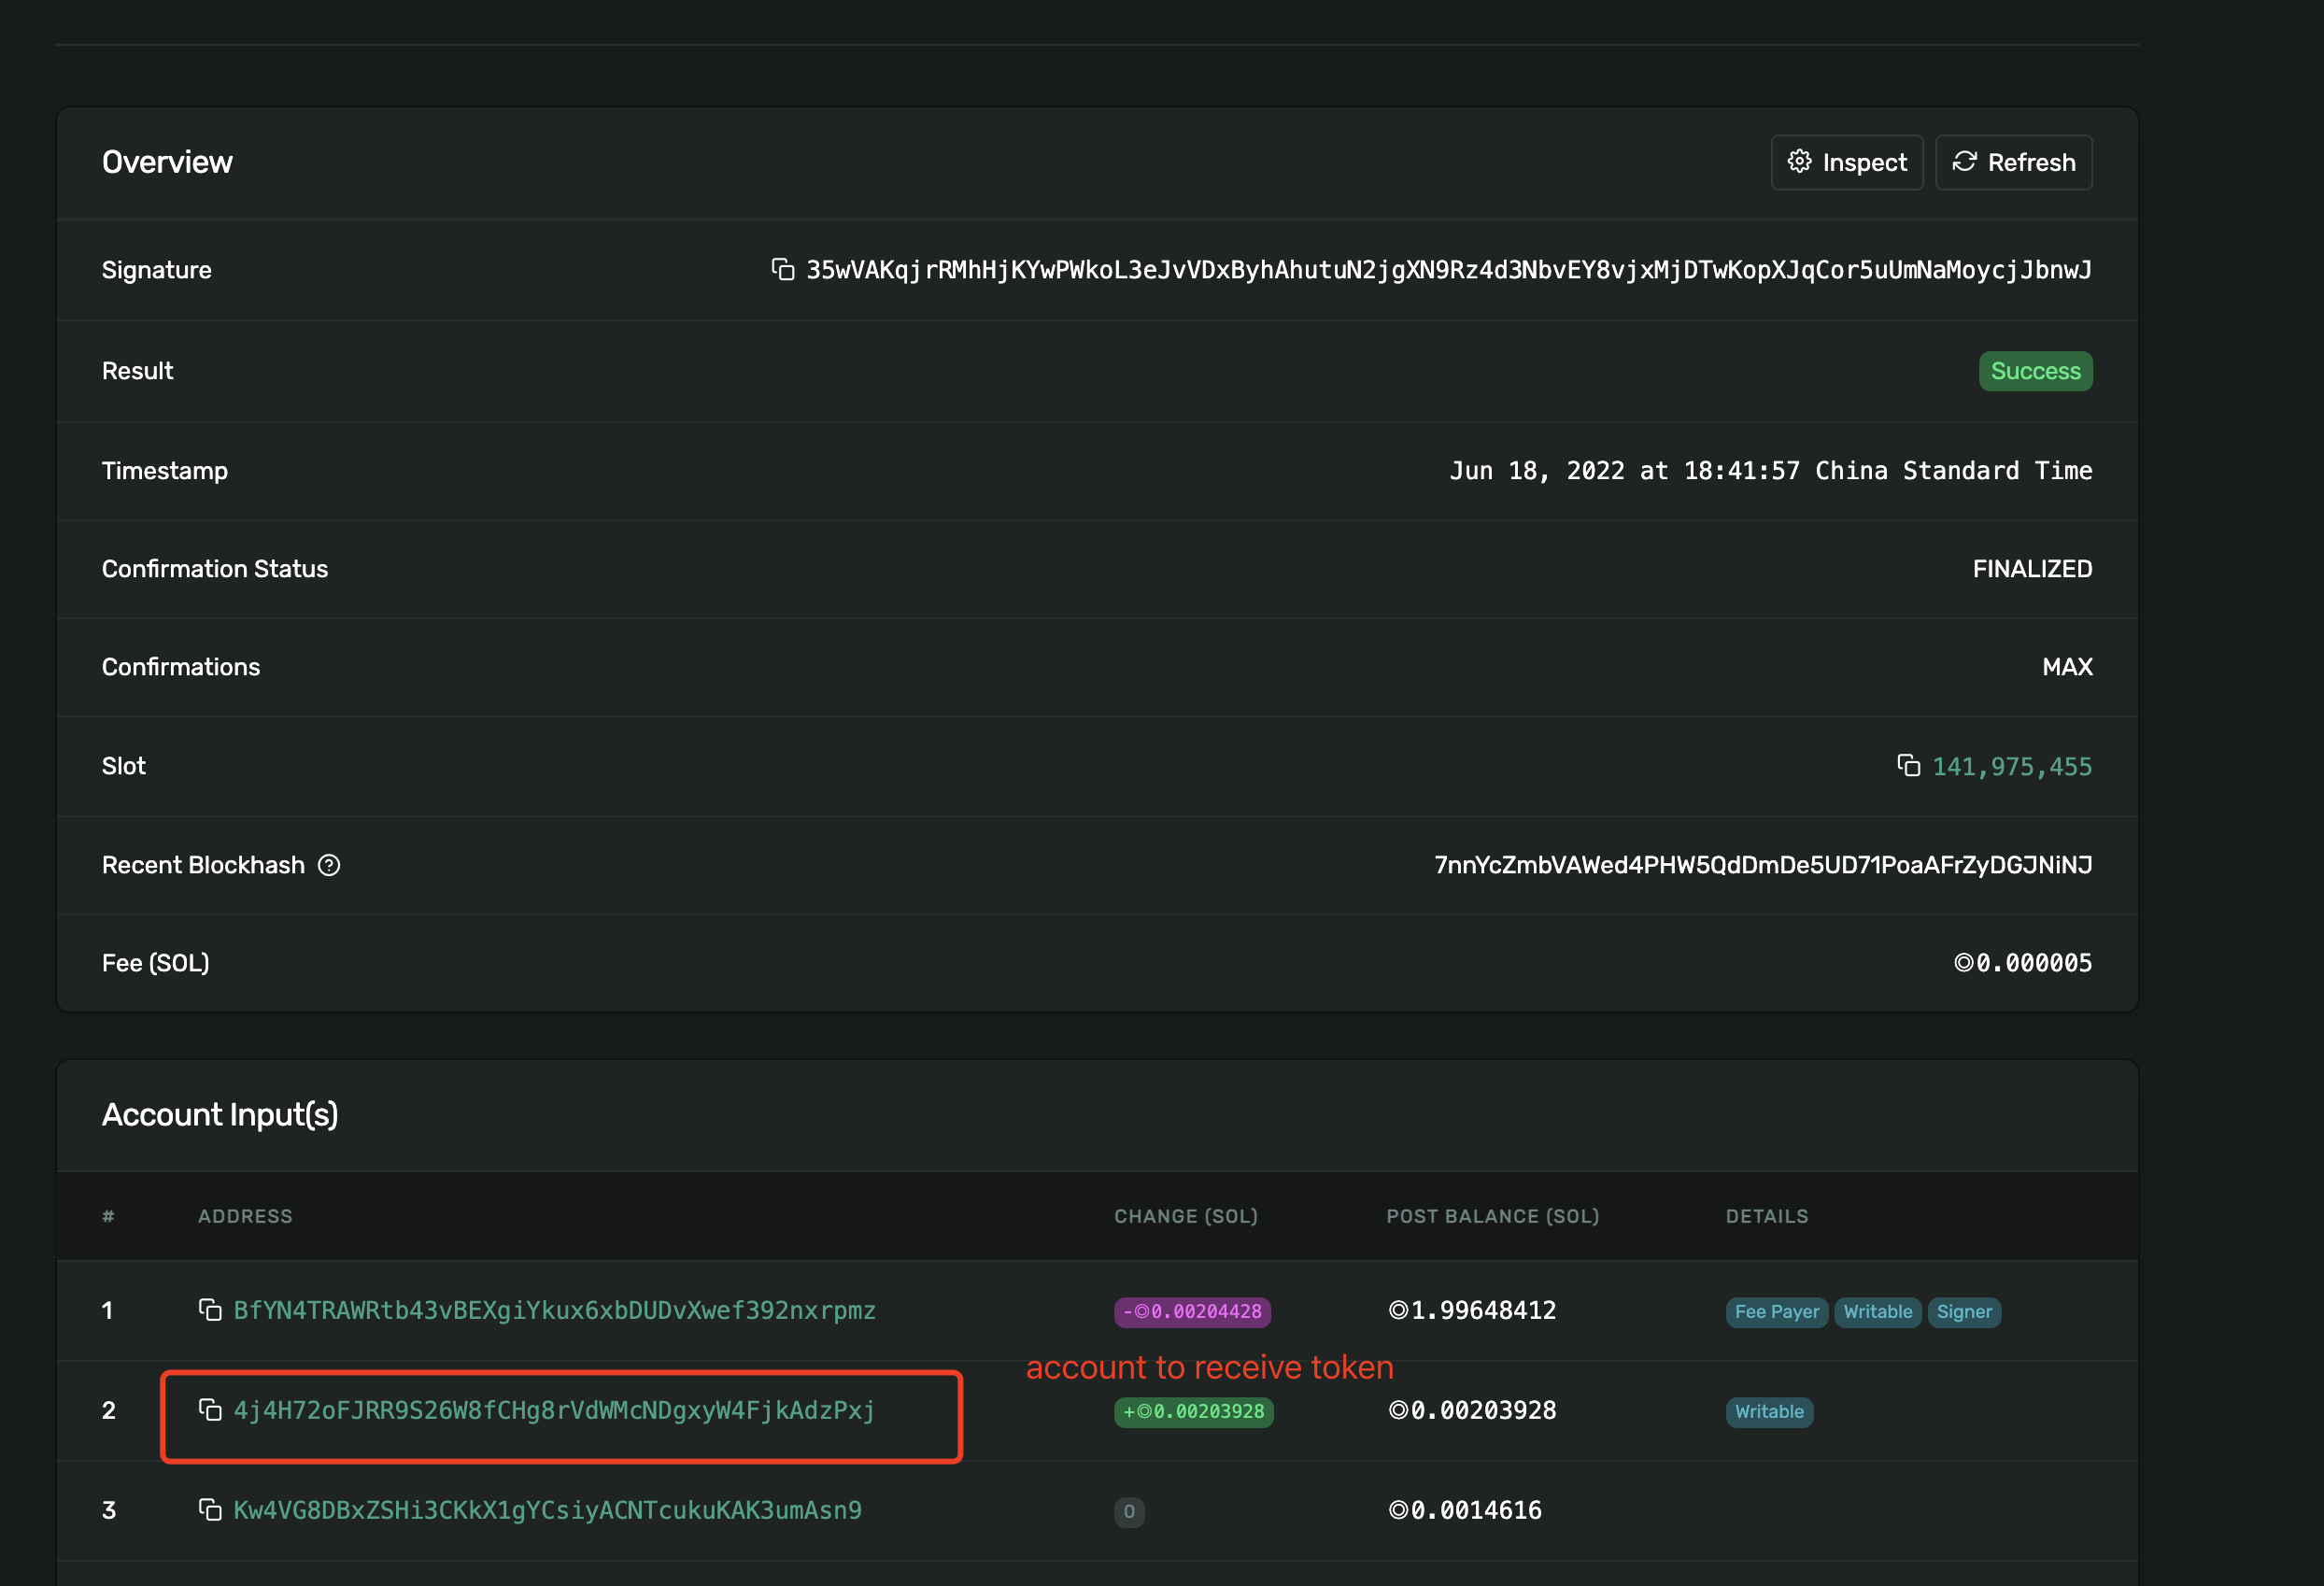 Overview
Inspect
Refresh
Signature
35wVAKqjrRMhHjKYwPWkoL3eJvVDxByhAhutuN2jgXN9Rz4d3NbvEY8vjxMjDTwKopXJqCor5uUmNaMoycjJbnwJ
Result
Success
Timestamp
Jun 18, 2022 at 18:41:57 China Standard Time
Confirmation Status
FINALIZED
Confirmations
MAX
Slot
141,975,455
Recent Blockhash
7nnYcZmbVAWed4PHW5QdDmDe5UD71PoaAFrZyDGJNiNJ
Fee (SOL)
◎0.000005
Account Input(s)
# ADDRESS CHANGE (SOL) POST BALANCE (SOL) DETAILS
1 BfYN4TRAWRtb43vBEXgiYkux6xbDUDvXwef392nxrpmz -◎0.00204428 ◎1.99648412 Fee Payer Writable Signer
account to receive token
2 4j4H72oFJRR9S26W8fCHg8rVdWMcNDgxyW4FjkAdzPxj +◎0.00203928 ◎0.00203928 Writable
3 Kw4VG8DBxZSHi3CKkX1gYCsiyACNTcukuKAK3umAsn9 0 ◎0.0014616